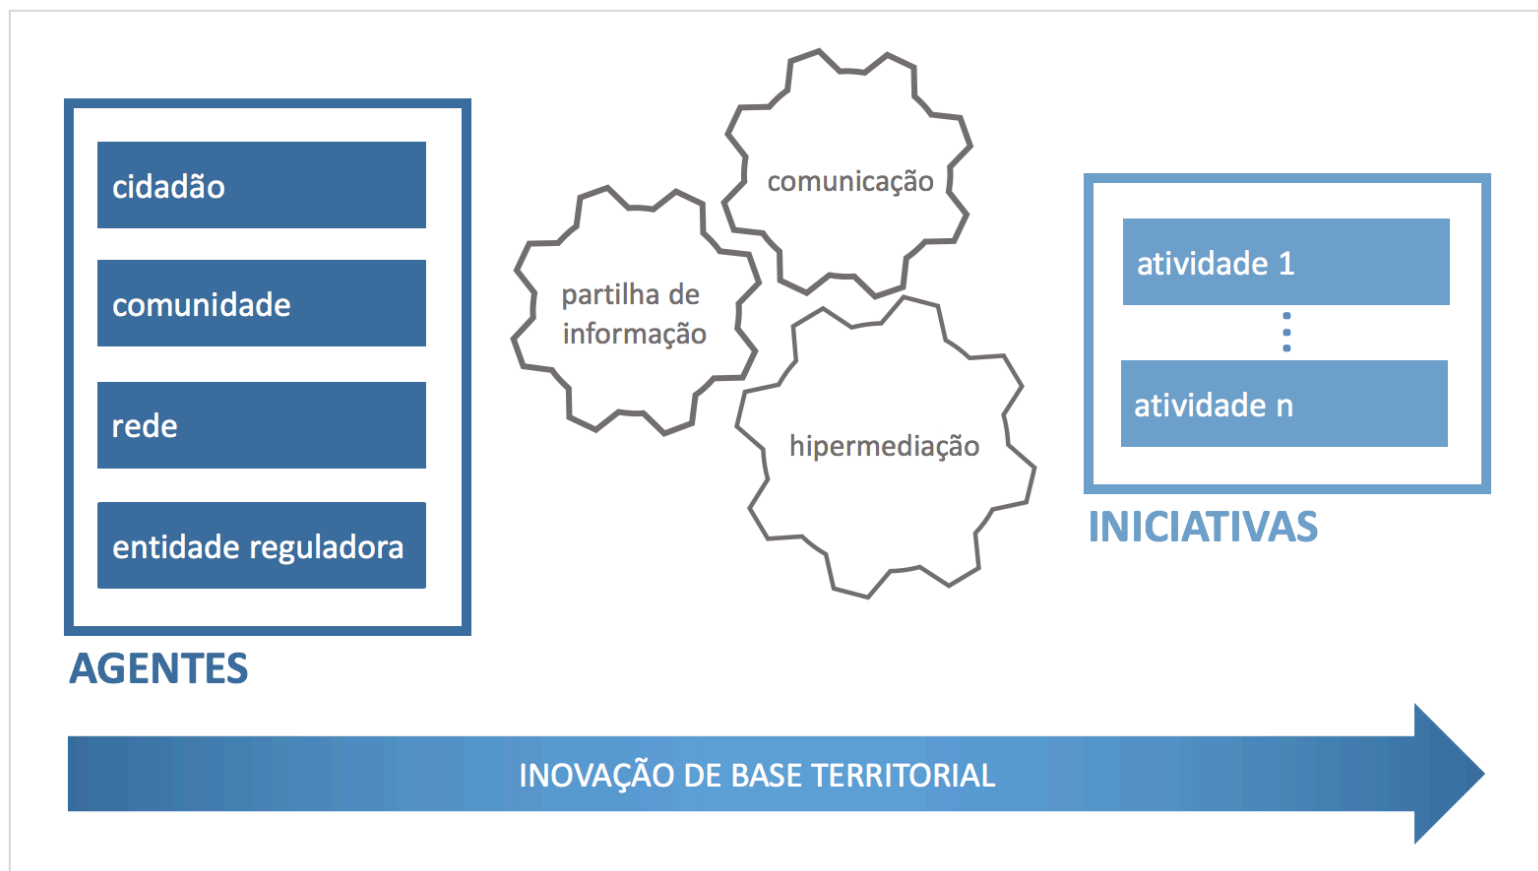 cidadão
comunidade
rede
entidade reguladora
AGENTES
comunicação
partilha de
informação
hipermediação
atividade 1
atividade n
INICIATIVAS
INOVAÇÃO DE BASE TERRITORIAL